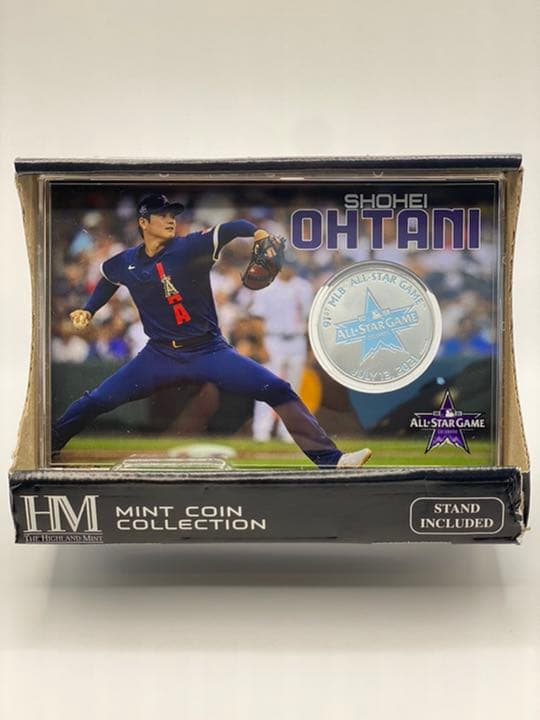 SHOHEI
OHTANI
91ST MLB ALL-STAR GAME
ALL-STAR GAME
JULY 13, 2021
LAA
ALL-STAR GAME
HM
THE HIGHLAND MINT
MINT COIN
COLLECTION
STAND
INCLUDED